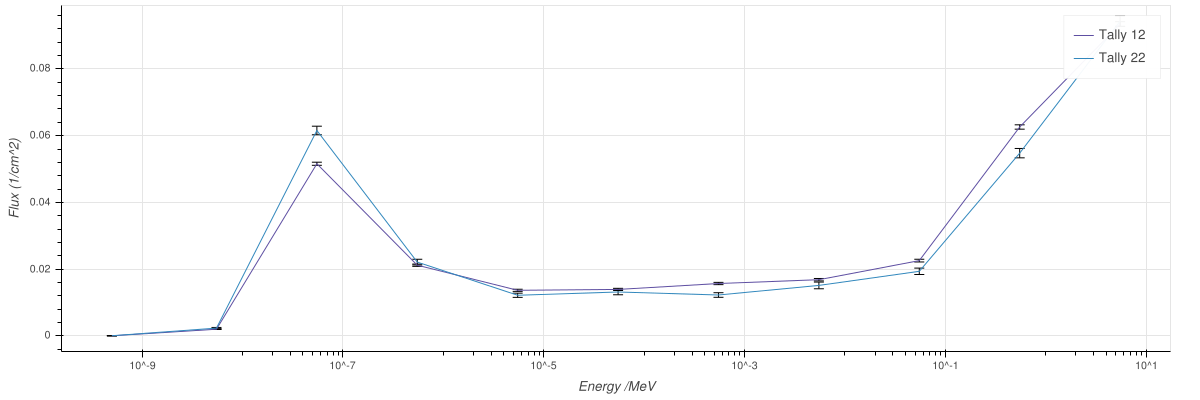 Tally 12
Tally 22
0.08
0.06
0.04
0.02
0
Flux (1/cm^2)
10^-9
10^-7
10^-5
10^-3
10^-1
10^1
Energy /MeV